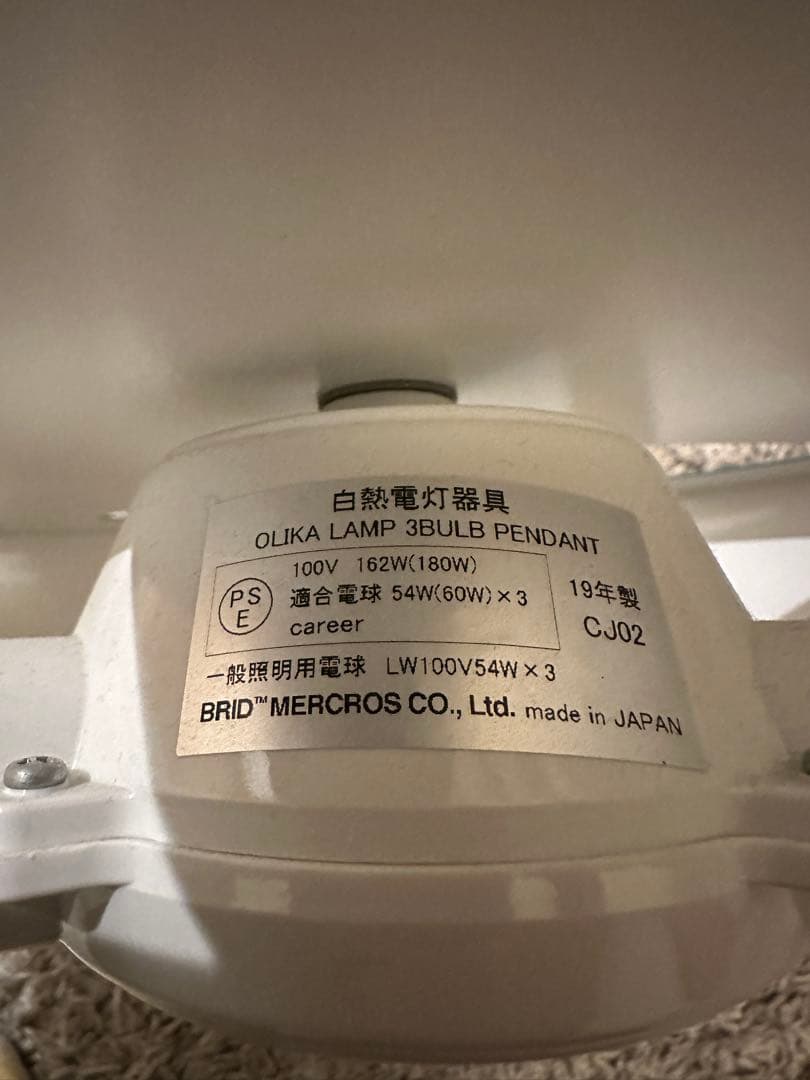 白熱電灯器具
OLIKA LAMP 3BULB PENDANT
100V 162W(180W)
PS
E
適合電球 54W(60W)×3
career
19年製
CJ02
一般照明用電球 LW100V54W×3
BRID™MERCROS CO., Ltd. made in JAPAN